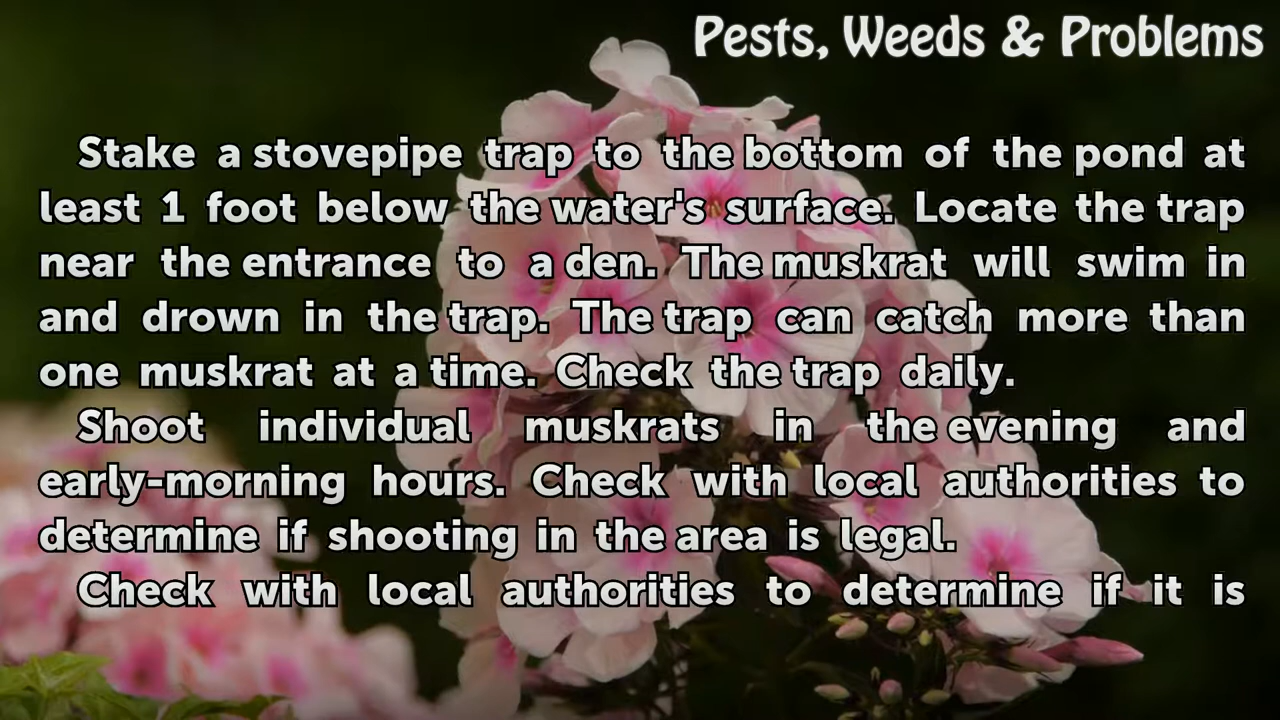 Pests, Weeds & Problems
Stake a stovepipe trap to the bottom of the pond at
least 1 foot below the water's surface. Locate the trap
near the entrance to a den. The muskrat will swim in
and drown in the trap. The trap can catch more than
one muskrat at a time. Check the trap daily.
Shoot individual muskrats in the evening and
early-morning hours. Check with local authorities to
determine if shooting in the area is legal.
Check with local authorities to determine if it is